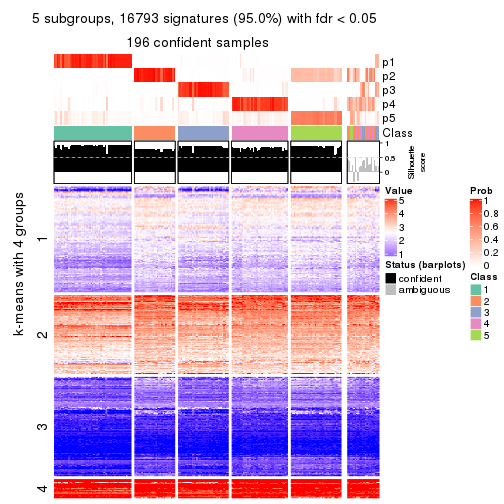 5 subgroups, 16793 signatures (95.0%) with fdr < 0.05
196 confident samples
p1
p2
p3
p4
p5
Class
1
0.5
0
Silhouette
score
k-means with 4 groups
1
2
3
4
Value
5
4
3
2
1
Status (barplots)
confident
ambiguous
Prob
1
0.8
0.6
0.4
0.2
0
Class
1
2
3
4
5